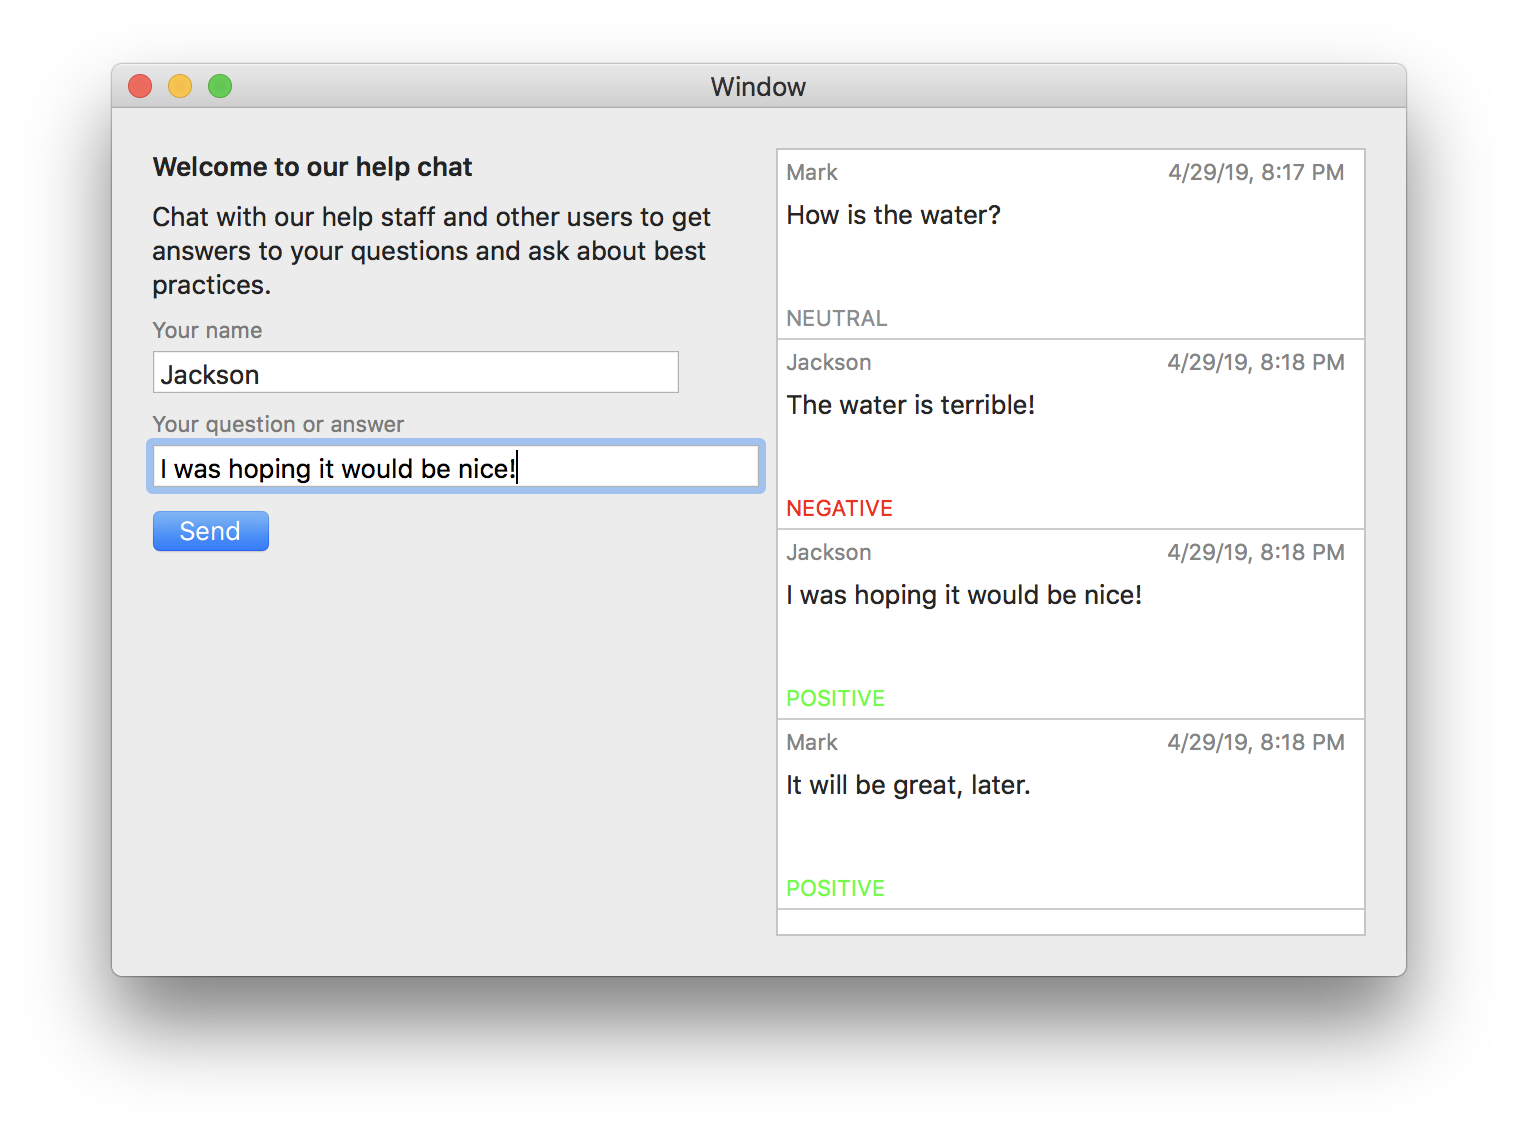 Window
Welcome to our help chat
Chat with our help staff and other users to get
answers to your questions and ask about best
practices.
Your name
Jackson
Your question or answer
I was hoping it would be nice!
Send
Mark 4/29/19, 8:17 PM
How is the water?
NEUTRAL
Jackson 4/29/19, 8:18 PM
The water is terrible!
NEGATIVE
Jackson 4/29/19, 8:18 PM
I was hoping it would be nice!
POSITIVE
Mark 4/29/19, 8:18 PM
It will be great, later.
POSITIVE